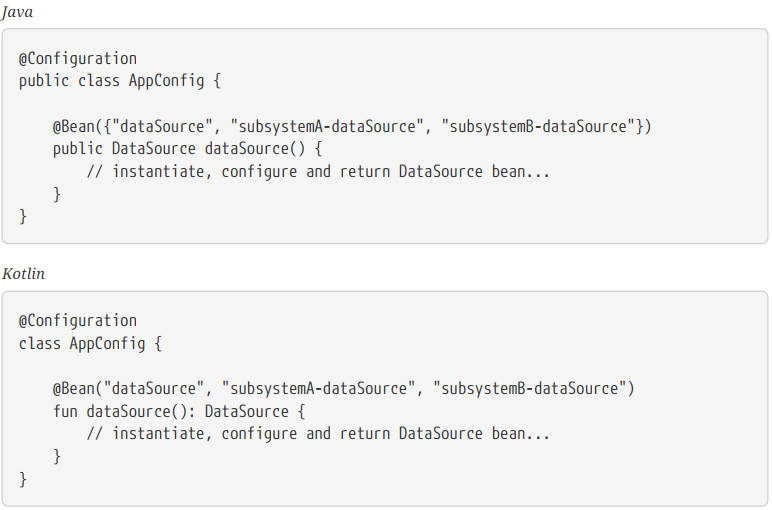 Java
@Configuration
public class AppConfig {
    @Bean({"dataSource", "subsystemA-dataSource", "subsystemB-dataSource"})
    public DataSource dataSource() {
        // instantiate, configure and return DataSource bean...
    }
}
Kotlin
@Configuration
class AppConfig {
    @Bean("dataSource", "subsystemA-dataSource", "subsystemB-dataSource")
    fun dataSource(): DataSource {
        // instantiate, configure and return DataSource bean...
    }
}